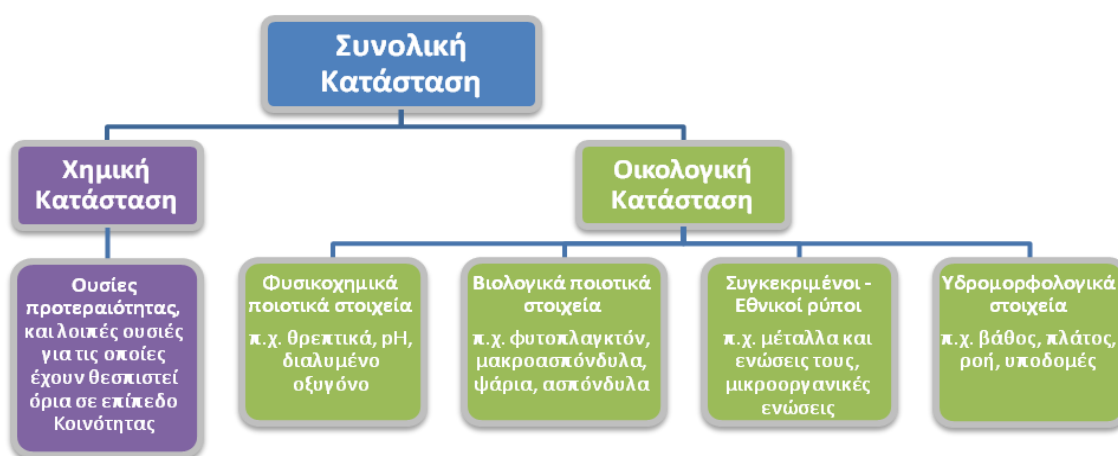 Συνολική
Κατάσταση
Χημική
Κατάσταση
Οικολογική
Κατάσταση
Ουσίες
προτεραιότητας,
και λοιπές ουσιές
για τις οποίες
έχουν θεσπιστεί
όρια σε επίπεδο
Κοινότητας
Φυσικοχημικά
ποιοτικά στοιχεία
π.χ. θρεπτικά, pH,
διαλυμένο
οξυγόνο
Βιολογικά ποιοτικά
στοιχεία
π.χ. φυτοπλαγκτόν,
μακροασπόνδυλα,
ψάρια, ασπόνδυλα
Συγκεκριμένοι -
Εθνικοί ρύποι
π.χ. μέταλλα και
ενώσεις τους,
μικροοργανικές
ενώσεις
Υδρομορφολογικά
στοιχεία
π.χ. βάθος, πλάτος,
ροή, υποδομές